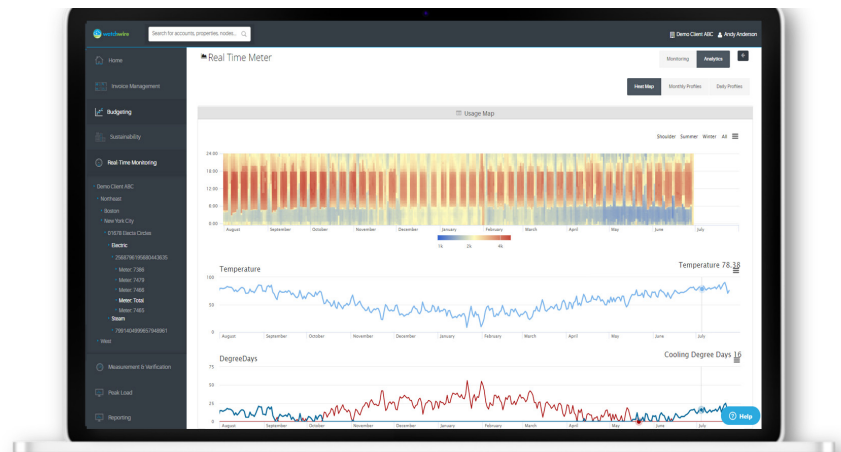 watchwire
Search for accounts, properties, nodes...
Demo Client ABC
Andy Anderson
Home
Invoice Management
Budgeting
Sustainability
Real Time Monitoring
Demo Client ABC
Northeast
Boston
New York City
Electric
Meter: 7398
Meter: 7479
Meter: 7468
Meter: Total
Meter: 7465
Steam
West
Measurement & Verification
Peak Load
Reporting
Real Time Meter
Monitoring
Analytics
Heat Map
Monthly Profiles
Daily Profiles
Usage Map
Shoulder Summer Winter All
24:00
18:00
12:00
6:00
0:00
August September October November December January February March April May June July
1k 2k 4k
Temperature
Temperature 78.38
100
50
0
August September October November December January February March April May June July
DegreeDays
Cooling Degree Days 16
75
50
25
0
August September October November December January February March April May June July
Help